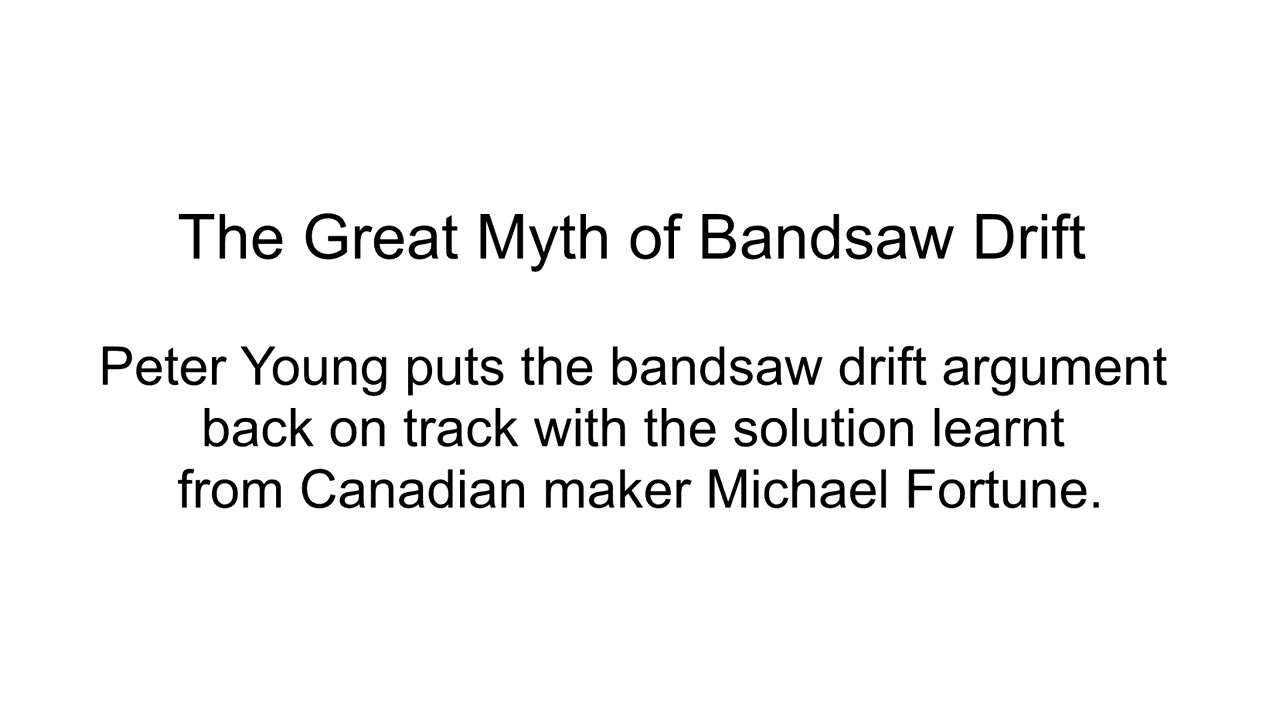 The Great Myth of Bandsaw Drift
Peter Young puts the bandsaw drift argument
back on track with the solution learnt
from Canadian maker Michael Fortune.